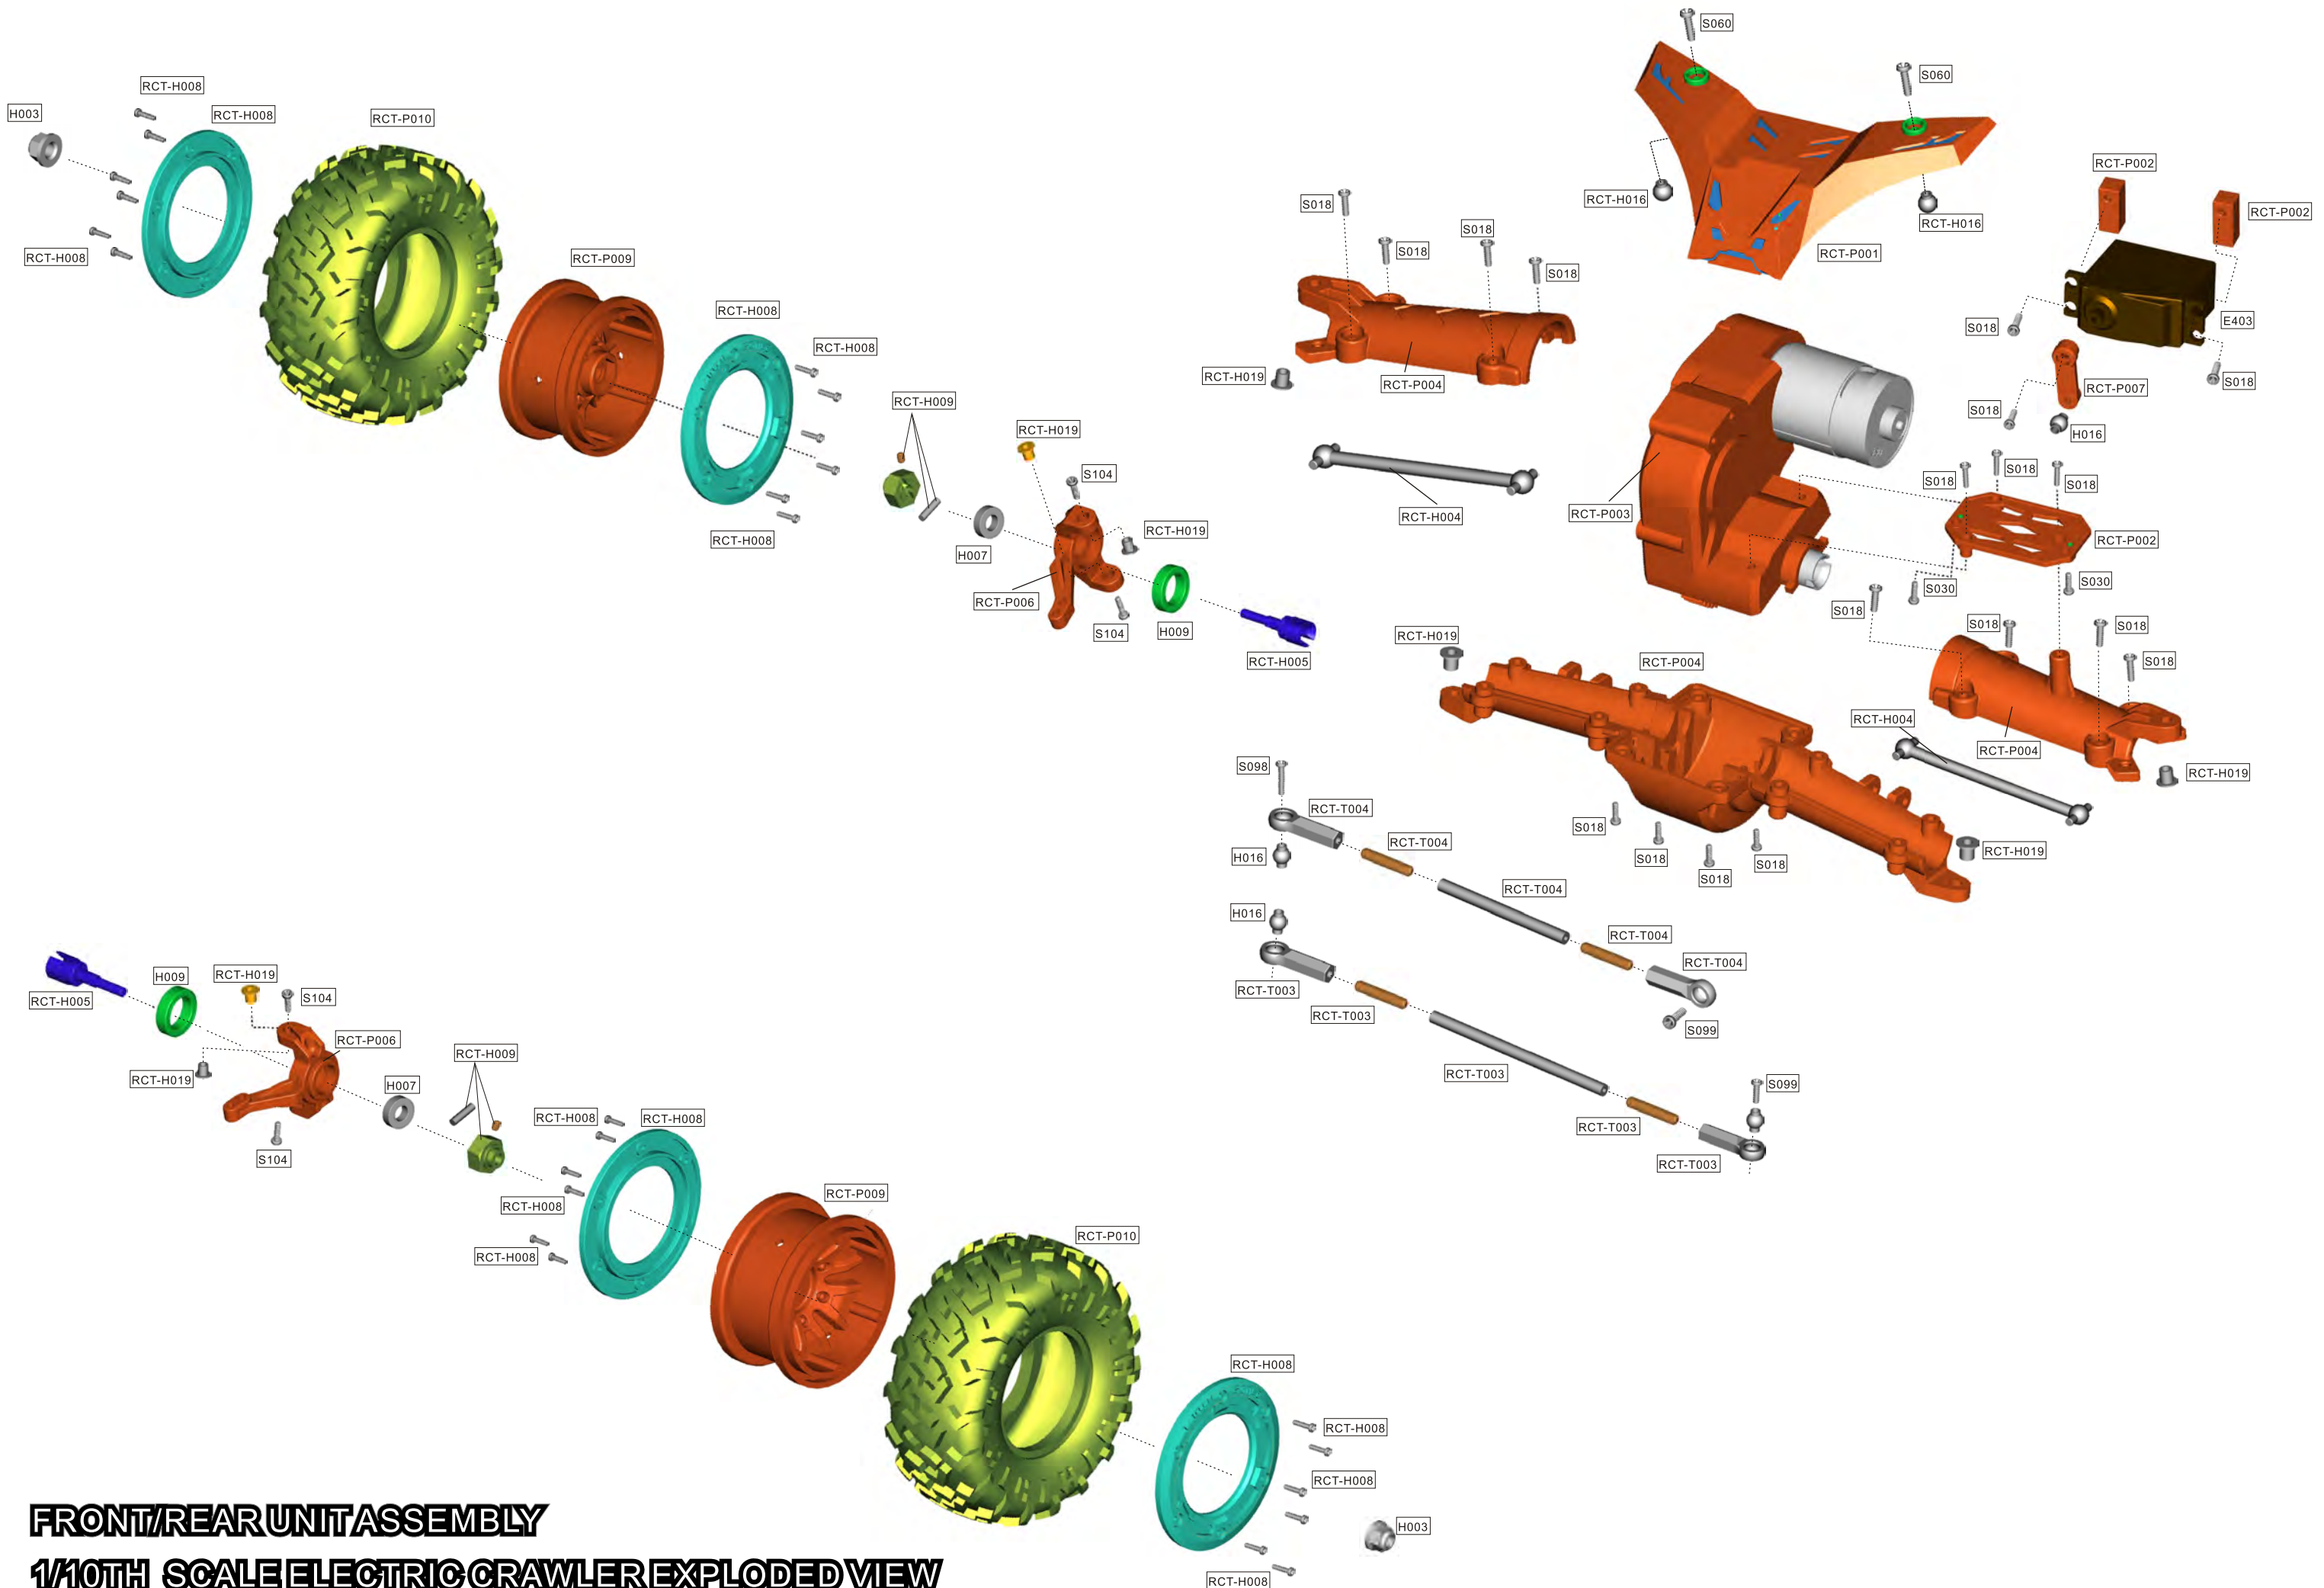 S060
S060
RCT-H008
RCT-H008
H003
RCT-P010
RCT-P002
RCT-H016
S018
RCT-P002
RCT-H016
S018
S018
RCT-P001
RCT-H008
RCT-P009
S018
RCT-H008
E403
S018
RCT-H008
RCT-H019
RCT-P004
S018
RCT-P007
RCT-H009
S018
RCT-H019
H016
S104
S018
S018
S018
RCT-H004
RCT-P003
RCT-H019
RCT-H008
H007
RCT-P002
S030
S030
RCT-P006
S018
S104
H009
RCT-H019
S018
S018
RCT-H005
RCT-P004
S018
RCT-H004
RCT-P004
S098
RCT-H019
RCT-T004
S018
RCT-T004
H016
S018
S018
S018
RCT-H019
RCT-T004
H016
RCT-T004
RCT-T004
H009
RCT-H019
S104
RCT-H005
RCT-T003
RCT-T003
S099
RCT-P006
RCT-H009
RCT-H019
H007
RCT-T003
S099
RCT-H008
RCT-H008
RCT-T003
S104
RCT-T003
RCT-P009
RCT-H008
RCT-P010
RCT-H008
RCT-H008
RCT-H008
RCT-H008
H003
RCT-H008
FRONT/REAR UNIT ASSEMBLY
1/10TH SCALE ELECTRIC CRAWLER EXPLODED VIEW